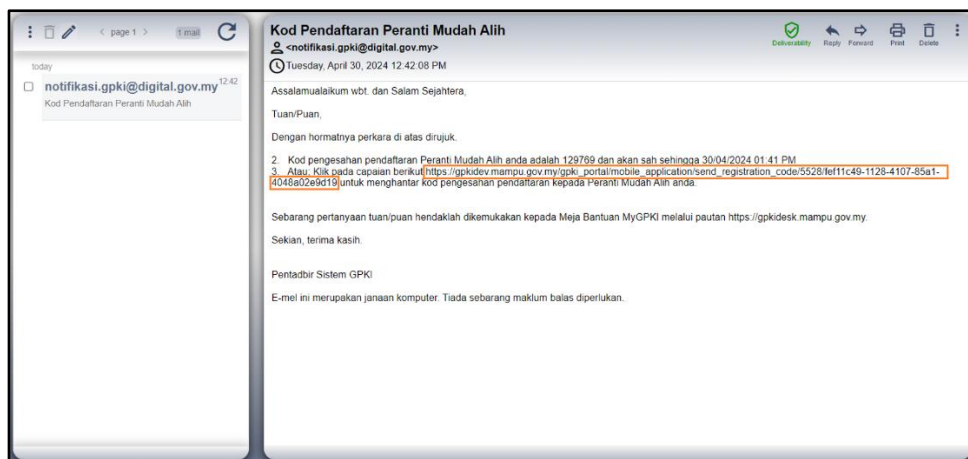 < page 1 >
1 mail
today
notifikasi.gpki@digital.gov.my
12:42
Kod Pendaftaran Peranti Mudah Alih
Kod Pendaftaran Peranti Mudah Alih
<notifikasi.gpki@digital.gov.my>
Tuesday, April 30, 2024 12:42:08 PM
Deliverability
Reply
Forward
Print
Delete
Assalamualaikum wbt. dan Salam Sejahtera,
Tuan/Puan,
Dengan hormatnya perkara di atas dirujuk.
2. Kod pengesahan pendaftaran Peranti Mudah Alih anda adalah 129769 dan akan sah sehingga 30/04/2024 01:41 PM
3. Atau; Klik pada capaian berikut https://gpkidev.mampu.gov.my/gpki_portal/mobile_application/send_registration_code/5528/fef11c49-1128-4107-85a1-
4048a02e9d19 untuk menghantar kod pengesahan pendaftaran kepada Peranti Mudah Alih anda.
Sebarang pertanyaan tuan/puan hendaklah dikemukakan kepada Meja Bantuan MyGPKI melalui pautan https://gpkidesk.mampu.gov.my.
Sekian, terima kasih.
Pentadbir Sistem GPKI
E-mel ini merupakan janaan komputer. Tiada sebarang maklum balas diperlukan.